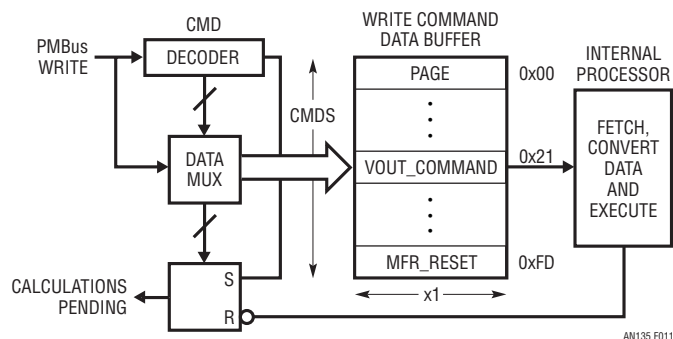 CMD
PMBus
WRITE
DECODER
DATA
MUX
CMDS
S
R
CALCULATIONS
PENDING
WRITE COMMAND
DATA BUFFER
PAGE
0x00
VOUT_COMMAND
0x21
MFR_RESET
0xFD
x1
INTERNAL
PROCESSOR
FETCH,
CONVERT
DATA
AND
EXECUTE
AN135 F011